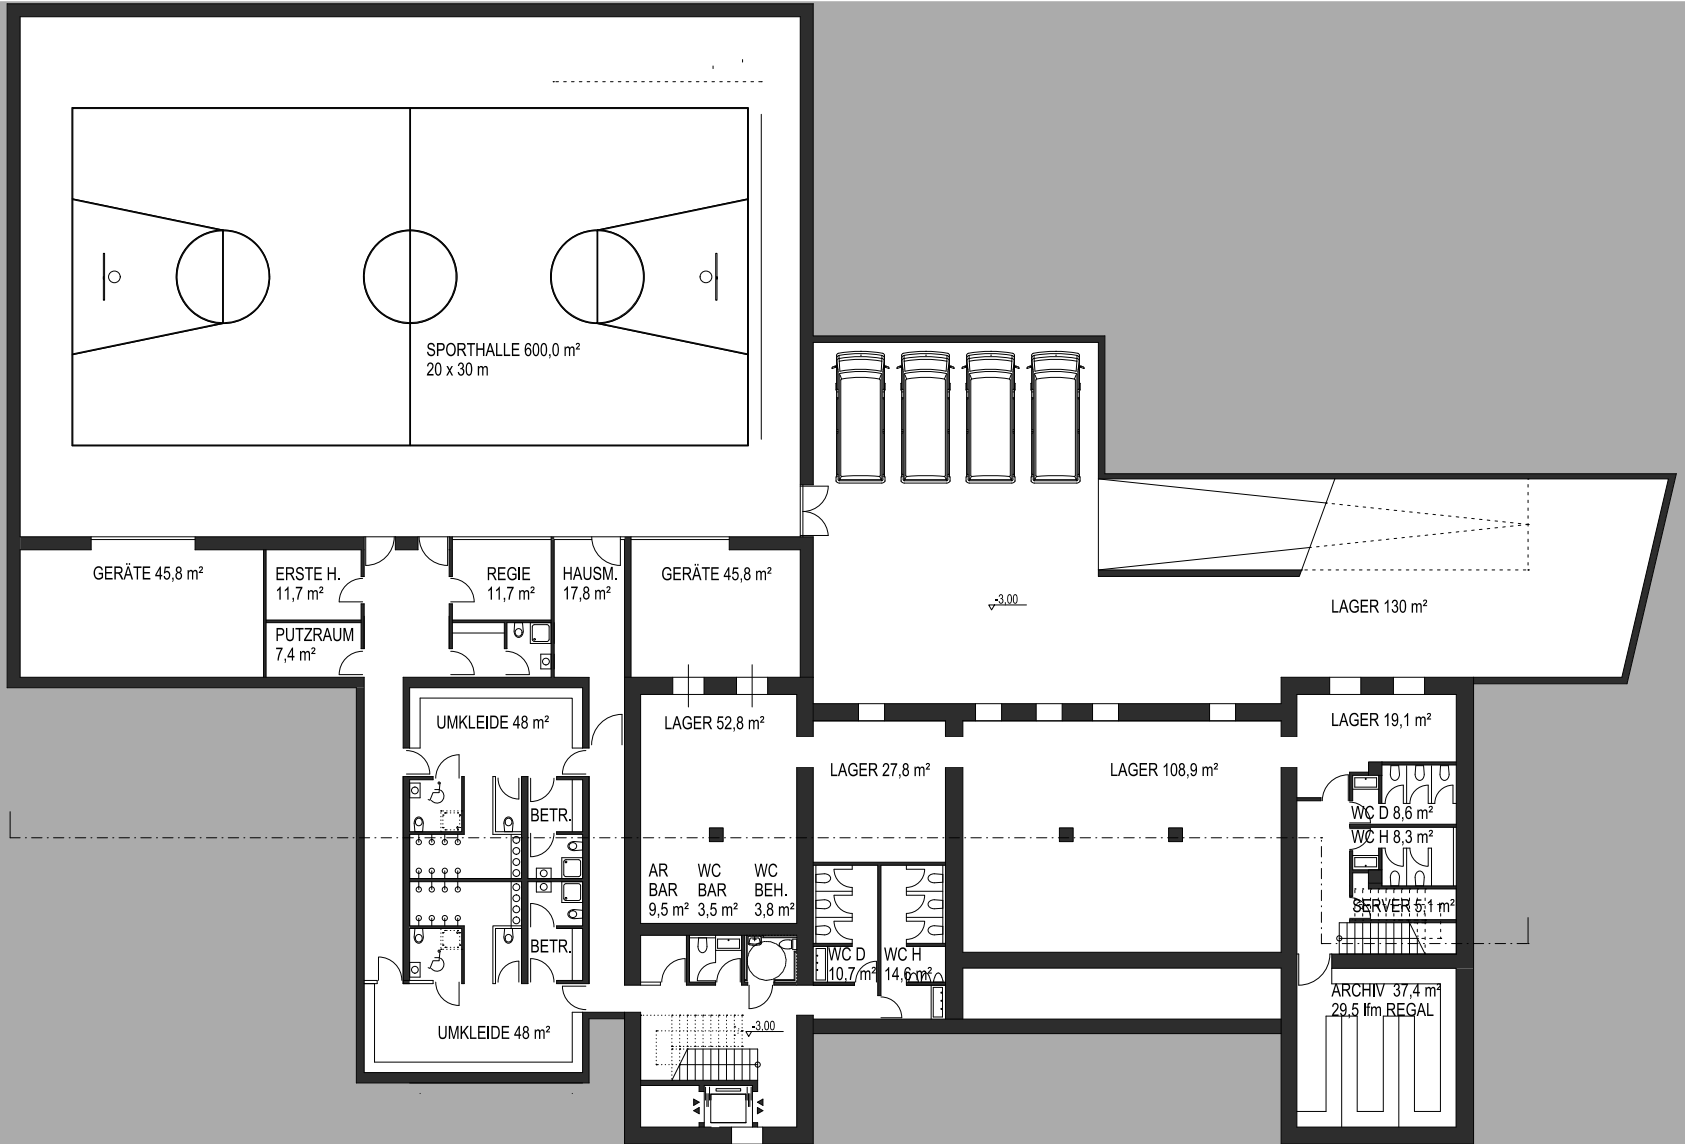 SPORTHALLE 600,0 m²
20 x 30 m
GERÄTE 45,8 m²
ERSTE H.
11,7 m²
PUTZRAUM
7,4 m²
REGIE
11,7 m²
HAUSM.
17,8 m²
GERÄTE 45,8 m²
-3,00
LAGER 130 m²
UMKLEIDE 48 m²
LAGER 52,8 m²
LAGER 27,8 m²
LAGER 108,9 m²
LAGER 19,1 m²
BETR.
WC D 8,6 m²
WC H 8,3 m²
AR
BAR
9,5 m²
WC
BAR
3,5 m²
WC
BEH.
3,8 m²
SERVER 5,1 m²
BETR.
WC D
10,7 m²
WC H
14,6 m²
ARCHIV 37,4 m²
29,5 lfm REGAL
UMKLEIDE 48 m²
-3,00